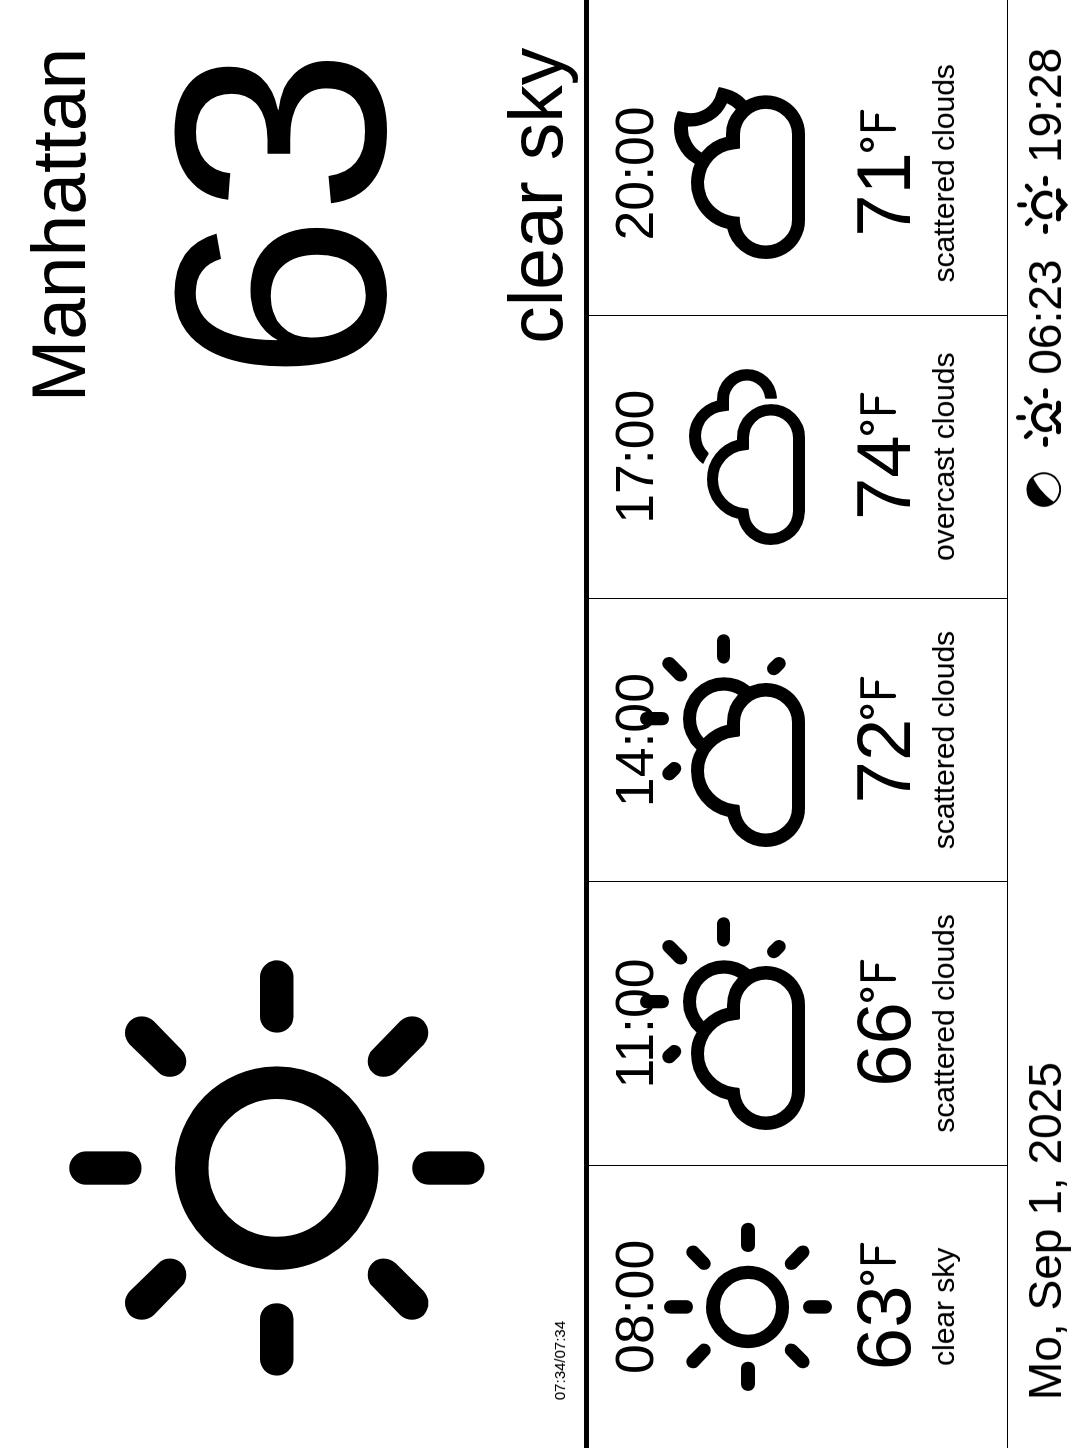 Manhattan
63
clear sky
07:34/07:34
08:00
63°F
clear sky
11:00
66°F
scattered clouds
14:00
72°F
scattered clouds
17:00
74°F
overcast clouds
20:00
71°F
scattered clouds
Mo, Sep 1, 2025
06:23
19:28